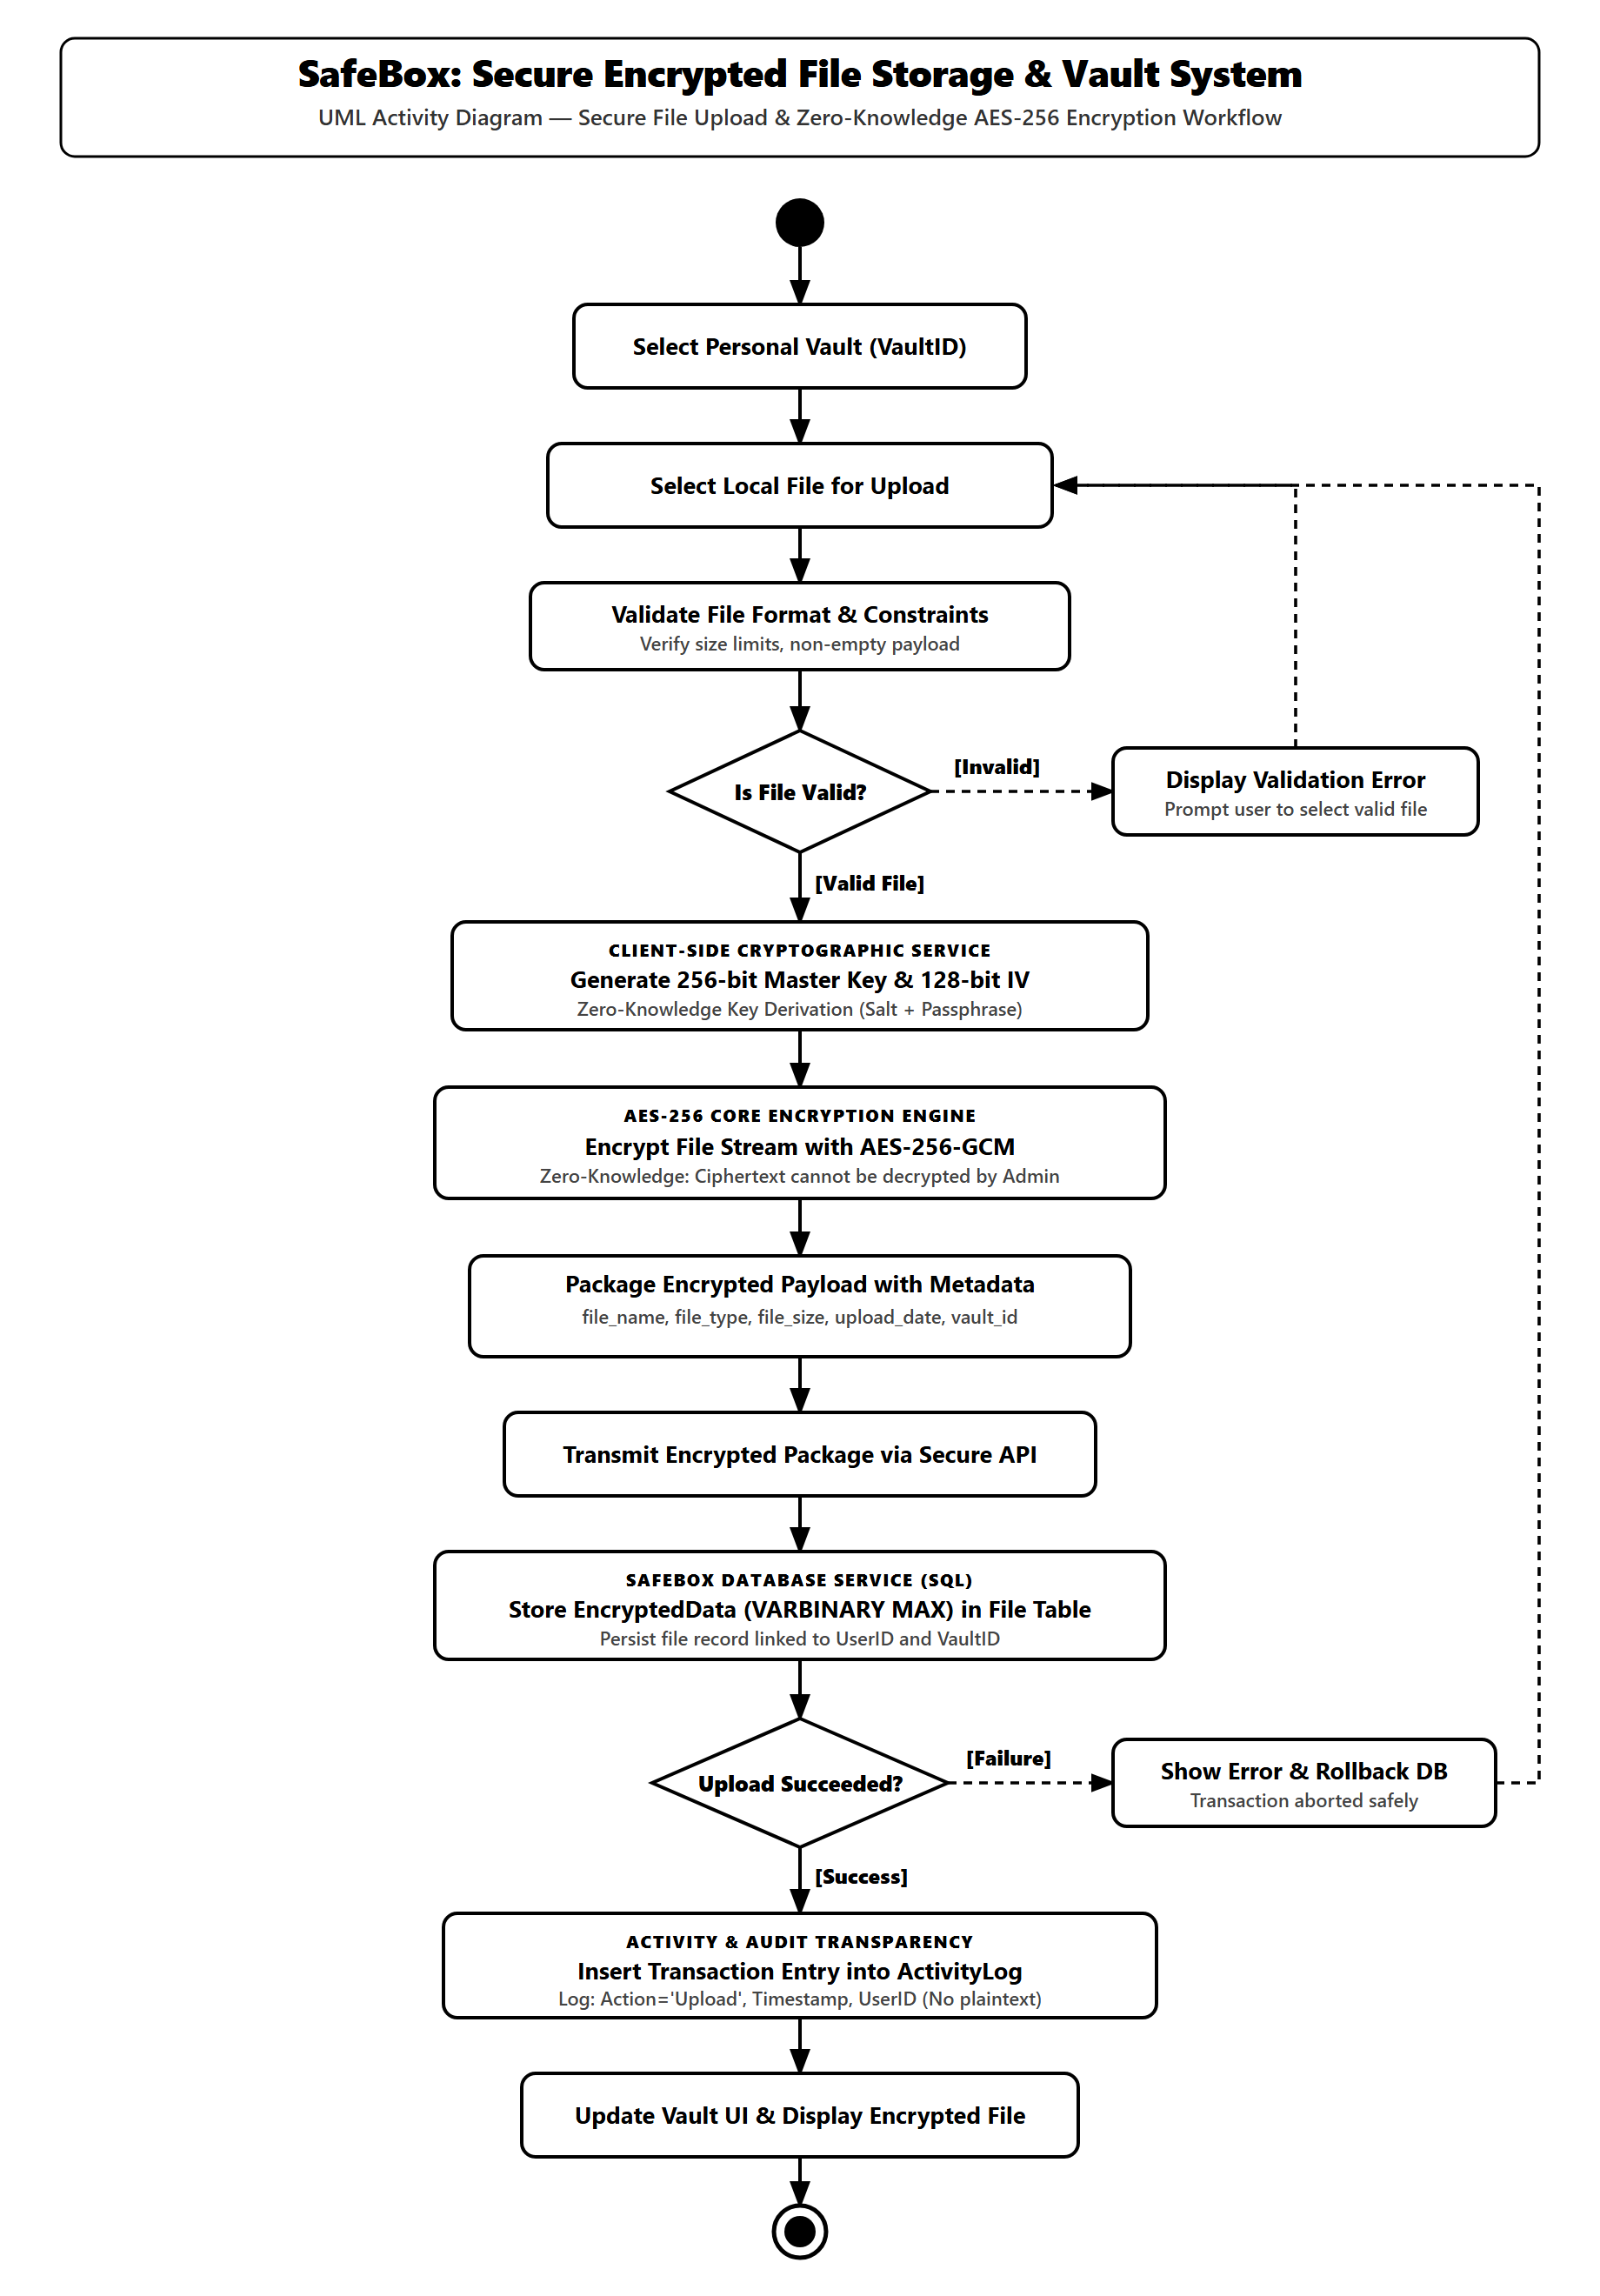 SafeBox: Secure Encrypted File Storage & Vault System
UML Activity Diagram — Secure File Upload & Zero-Knowledge AES-256 Encryption Workflow
Select Personal Vault (VaultID)
Select Local File for Upload
Validate File Format & Constraints
Verify size limits, non-empty payload
Is File Valid?
[Invalid]
Display Validation Error
Prompt user to select valid file
[Valid File]
CLIENT-SIDE CRYPTOGRAPHIC SERVICE
Generate 256-bit Master Key & 128-bit IV
Zero-Knowledge Key Derivation (Salt + Passphrase)
AES-256 CORE ENCRYPTION ENGINE
Encrypt File Stream with AES-256-GCM
Zero-Knowledge: Ciphertext cannot be decrypted by Admin
Package Encrypted Payload with Metadata
file_name, file_type, file_size, upload_date, vault_id
Transmit Encrypted Package via Secure API
SAFEBOX DATABASE SERVICE (SQL)
Store EncryptedData (VARBINARY MAX) in File Table
Persist file record linked to UserID and VaultID
Upload Succeeded?
[Failure]
Show Error & Rollback DB
Transaction aborted safely
[Success]
ACTIVITY & AUDIT TRANSPARENCY
Insert Transaction Entry into ActivityLog
Log: Action='Upload', Timestamp, UserID (No plaintext)
Update Vault UI & Display Encrypted File